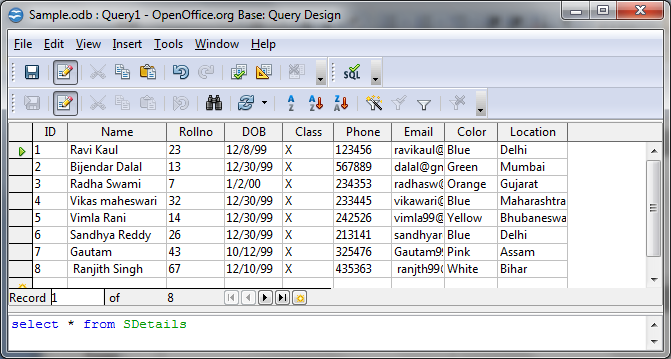 Sample.odb : Query1 - OpenOffice.org Base: Query Design
File Edit View Insert Tools Window Help
SQL
A Z A Z Z A
ID Name Rollno DOB Class Phone Email Color Location
1 Ravi Kaul 23 12/8/99 X 123456 ravikaul@ Blue Delhi
2 Bijendar Dalal 13 12/30/99 X 567889 dalal@gn Green Mumbai
3 Radha Swami 7 1/2/00 X 234353 radhasw@ Orange Gujarat
4 Vikas maheswari 32 12/30/99 X 233445 vikawari@ Blue Maharashtra
5 Vimla Rani 14 12/30/99 X 242526 vimla99@ Yellow Bhubaneswa
6 Sandhya Reddy 26 12/30/99 X 213141 sandhyar Blue Delhi
7 Gautam 43 10/12/99 X 325476 Gautam9 Pink Assam
8 Ranjith Singh 67 12/10/99 X 435363 ranjth99( White Bihar
Record 1 of 8
select * from SDetails